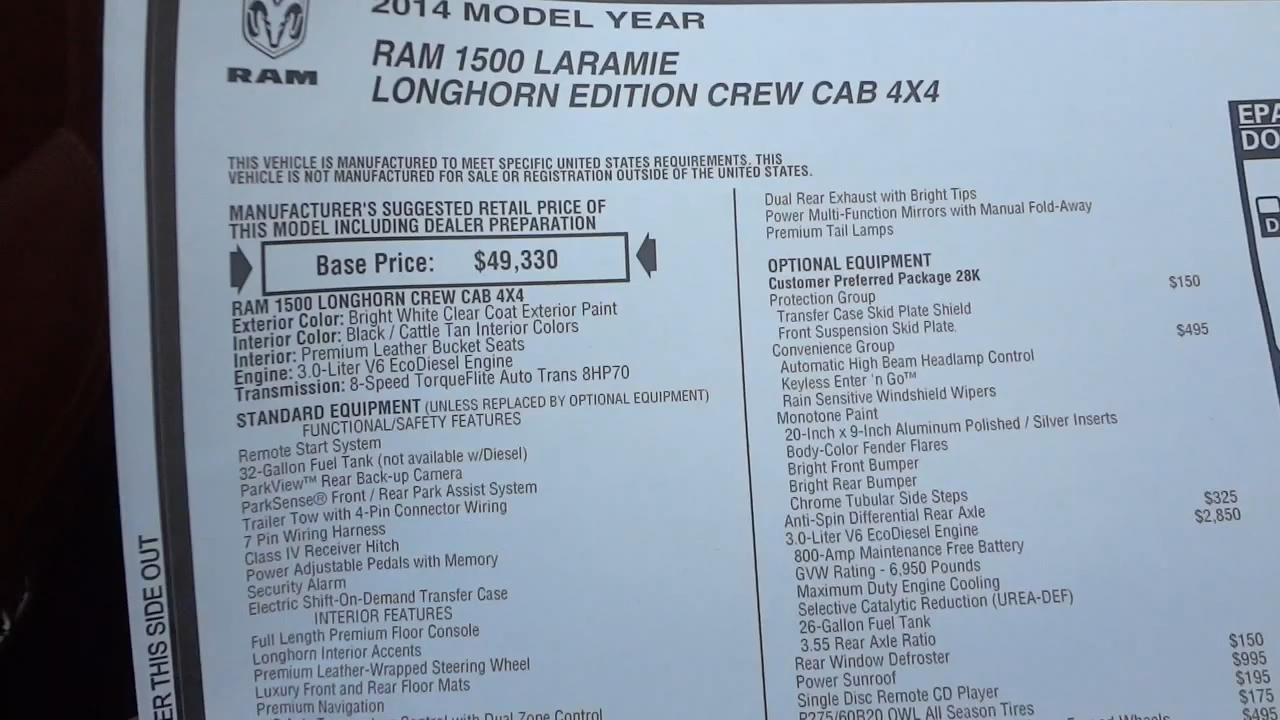 2014 MODEL YEAR
RAM
RAM 1500 LARAMIE
LONGHORN EDITION CREW CAB 4X4
THIS VEHICLE IS MANUFACTURED TO MEET SPECIFIC UNITED STATES REQUIREMENTS. THIS
VEHICLE IS NOT MANUFACTURED FOR SALE OR REGISTRATION OUTSIDE OF THE UNITED STATES.
MANUFACTURER'S SUGGESTED RETAIL PRICE OF
THIS MODEL INCLUDING DEALER PREPARATION
Base Price: $49,330
RAM 1500 LONGHORN CREW CAB 4X4
Exterior Color: Bright White Clear Coat Exterior Paint
Interior Color: Black / Cattle Tan Interior Colors
Interior: Premium Leather Bucket Seats
Engine: 3.0-Liter V6 EcoDiesel Engine
Transmission: 8-Speed TorqueFlite Auto Trans 8HP70
STANDARD EQUIPMENT (UNLESS REPLACED BY OPTIONAL EQUIPMENT)
FUNCTIONAL/SAFETY FEATURES
Remote Start System
32-Gallon Fuel Tank (not available w/Diesel)
ParkView™ Rear Back-up Camera
ParkSense® Front / Rear Park Assist System
Trailer Tow with 4-Pin Connector Wiring
7 Pin Wiring Harness
Class IV Receiver Hitch
Power Adjustable Pedals with Memory
Security Alarm
Electric Shift-On-Demand Transfer Case
INTERIOR FEATURES
Full Length Premium Floor Console
Longhorn Interior Accents
Premium Leather-Wrapped Steering Wheel
Luxury Front and Rear Floor Mats
Premium Navigation
Control with Dual Zone Control
Dual Rear Exhaust with Bright Tips
Power Multi-Function Mirrors with Manual Fold-Away
Premium Tail Lamps
OPTIONAL EQUIPMENT
Customer Preferred Package 28K
Protection Group $150
Transfer Case Skid Plate Shield
Front Suspension Skid Plate
Convenience Group $495
Automatic High Beam Headlamp Control
Keyless Enter 'n Go™
Rain Sensitive Windshield Wipers
Monotone Paint
20-Inch x 9-Inch Aluminum Polished / Silver Inserts
Body-Color Fender Flares
Bright Front Bumper
Bright Rear Bumper
Chrome Tubular Side Steps
Anti-Spin Differential Rear Axle $325
3.0-Liter V6 EcoDiesel Engine $2,850
800-Amp Maintenance Free Battery
GVW Rating - 6,950 Pounds
Maximum Duty Engine Cooling
Selective Catalytic Reduction (UREA-DEF)
26-Gallon Fuel Tank
3.55 Rear Axle Ratio
Rear Window Defroster $150
Power Sunroof $995
Single Disc Remote CD Player $195
P275/60R20 OWL All Season Tires $175
Wheels $495
EPA
DO
D
ER THIS SIDE OUT